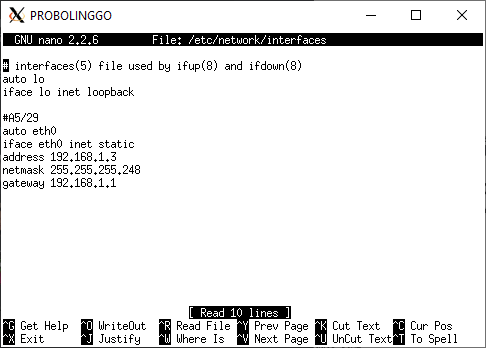 PROBOLINGGO
GNU nano 2.2.6 File: /etc/network/interfaces
# interfaces(5) file used by ifup(8) and ifdown(8)
auto lo
iface lo inet loopback
#A5/29
auto eth0
iface eth0 inet static
address 192.168.1.3
netmask 255.255.255.248
gateway 192.168.1.1
[ Read 10 lines ]
^G Get Help ^O WriteOut ^R Read File ^Y Prev Page ^K Cut Text ^C Cur Pos
^X Exit ^J Justify ^W Where Is ^V Next Page ^U UnCut Text ^T To Spell